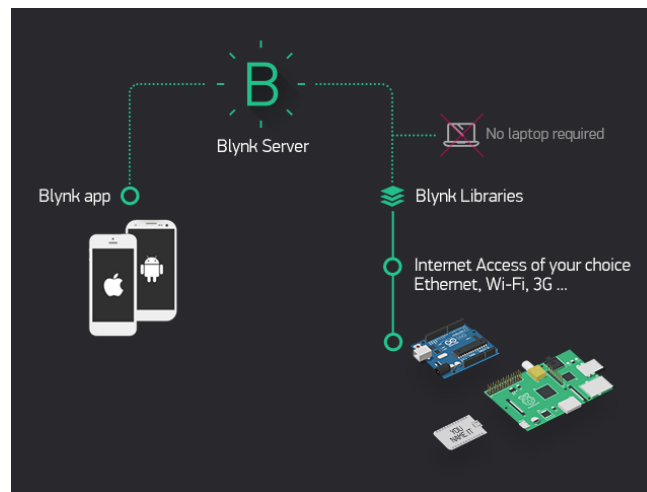 B
Blynk Server
No laptop required
Blynk app
Blynk Libraries
Internet Access of your choice
Ethernet, Wi-Fi, 3G ...
YOU
NAME IT